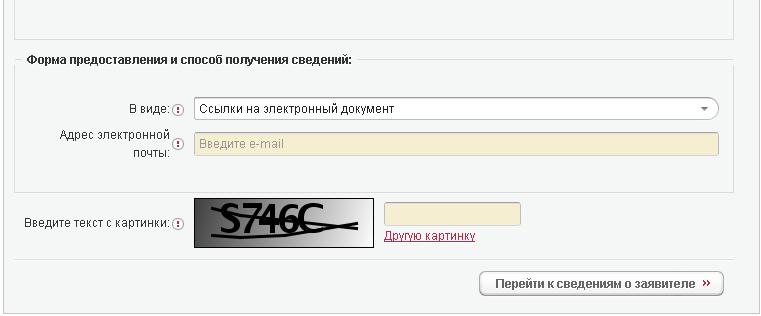 Форма предоставления и способ получения сведений:
В виде: Ссылки на электронный документ
Адрес электронной
почты: Введите e-mail
Введите текст с картинки: S746C
Другую картинку
Перейти к сведениям о заявителе »